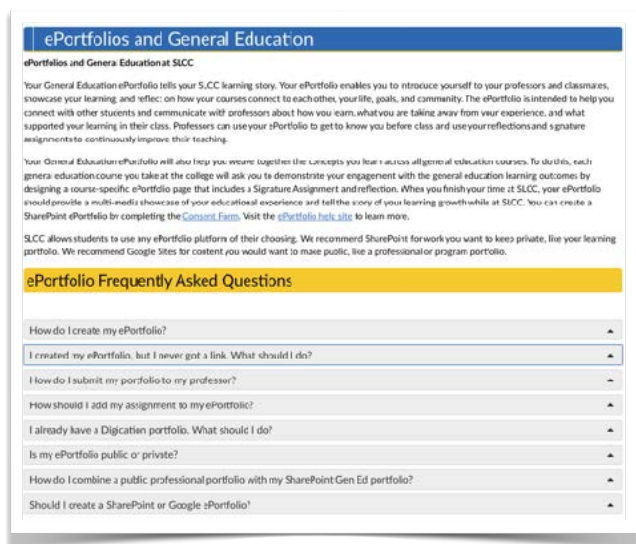 ePortfolios and General Education
ePortfolios and General Education at SLCC
Your General Education ePortfolio tells your SLCC learning story. Your ePortfolio enables you to introduce yourself to your professors and classmates,
showcase your learning, and reflect on how your courses connect to each other, your life, goals, and community. The ePortfolio is intended to help you
connect with other students and communicate with professors about how you learn, what you are taking away from your experience, and what
supported your learning in their class. Professors can use your ePortfolio to get to know you before class and use your reflections and signature
assignments to continuously improve their teaching.
Your General Education ePortfolio will also help you weave together the concepts you learn across all general education courses. To do this, each
general education course you take at the college will ask you to demonstrate your engagement with the general education learning outcomes by
designing a course-specific ePortfolio page that includes a Signature Assignment and reflection. When you finish your time at SLCC, your ePortfolio
should provide a multi-media showcase of your educational experience and tell the story of your learning growth while at SLCC. You can create a
SharePoint ePortfolio by completing the Consent Form. Visit the ePortfolio help site to learn more.
SLCC allows students to use any ePortfolio platform of their choosing. We recommend SharePoint for work you want to keep private, like your learning
portfolio. We recommend Google Sites for content you would want to make public, like a professional or program portfolio.
ePortfolio Frequently Asked Questions
How do I create my ePortfolio?
I created my ePortfolio, but I never got a link. What should I do?
How do I submit my portfolio to my professor?
How should I add my assignment to my ePortfolio?
I already have a Digication portfolio. What should I do?
Is my ePortfolio public or private?
How do I combine a public professional portfolio with my SharePoint Gen Ed portfolio?
Should I create a SharePoint or Google ePortfolio?